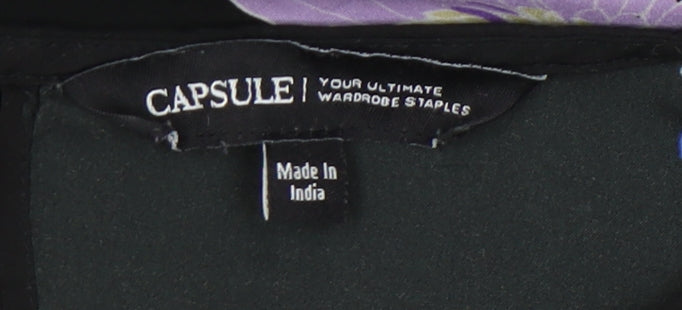 CAPSULE | YOUR ULTIMATE
WARDROBE STAPLES
Made In
India